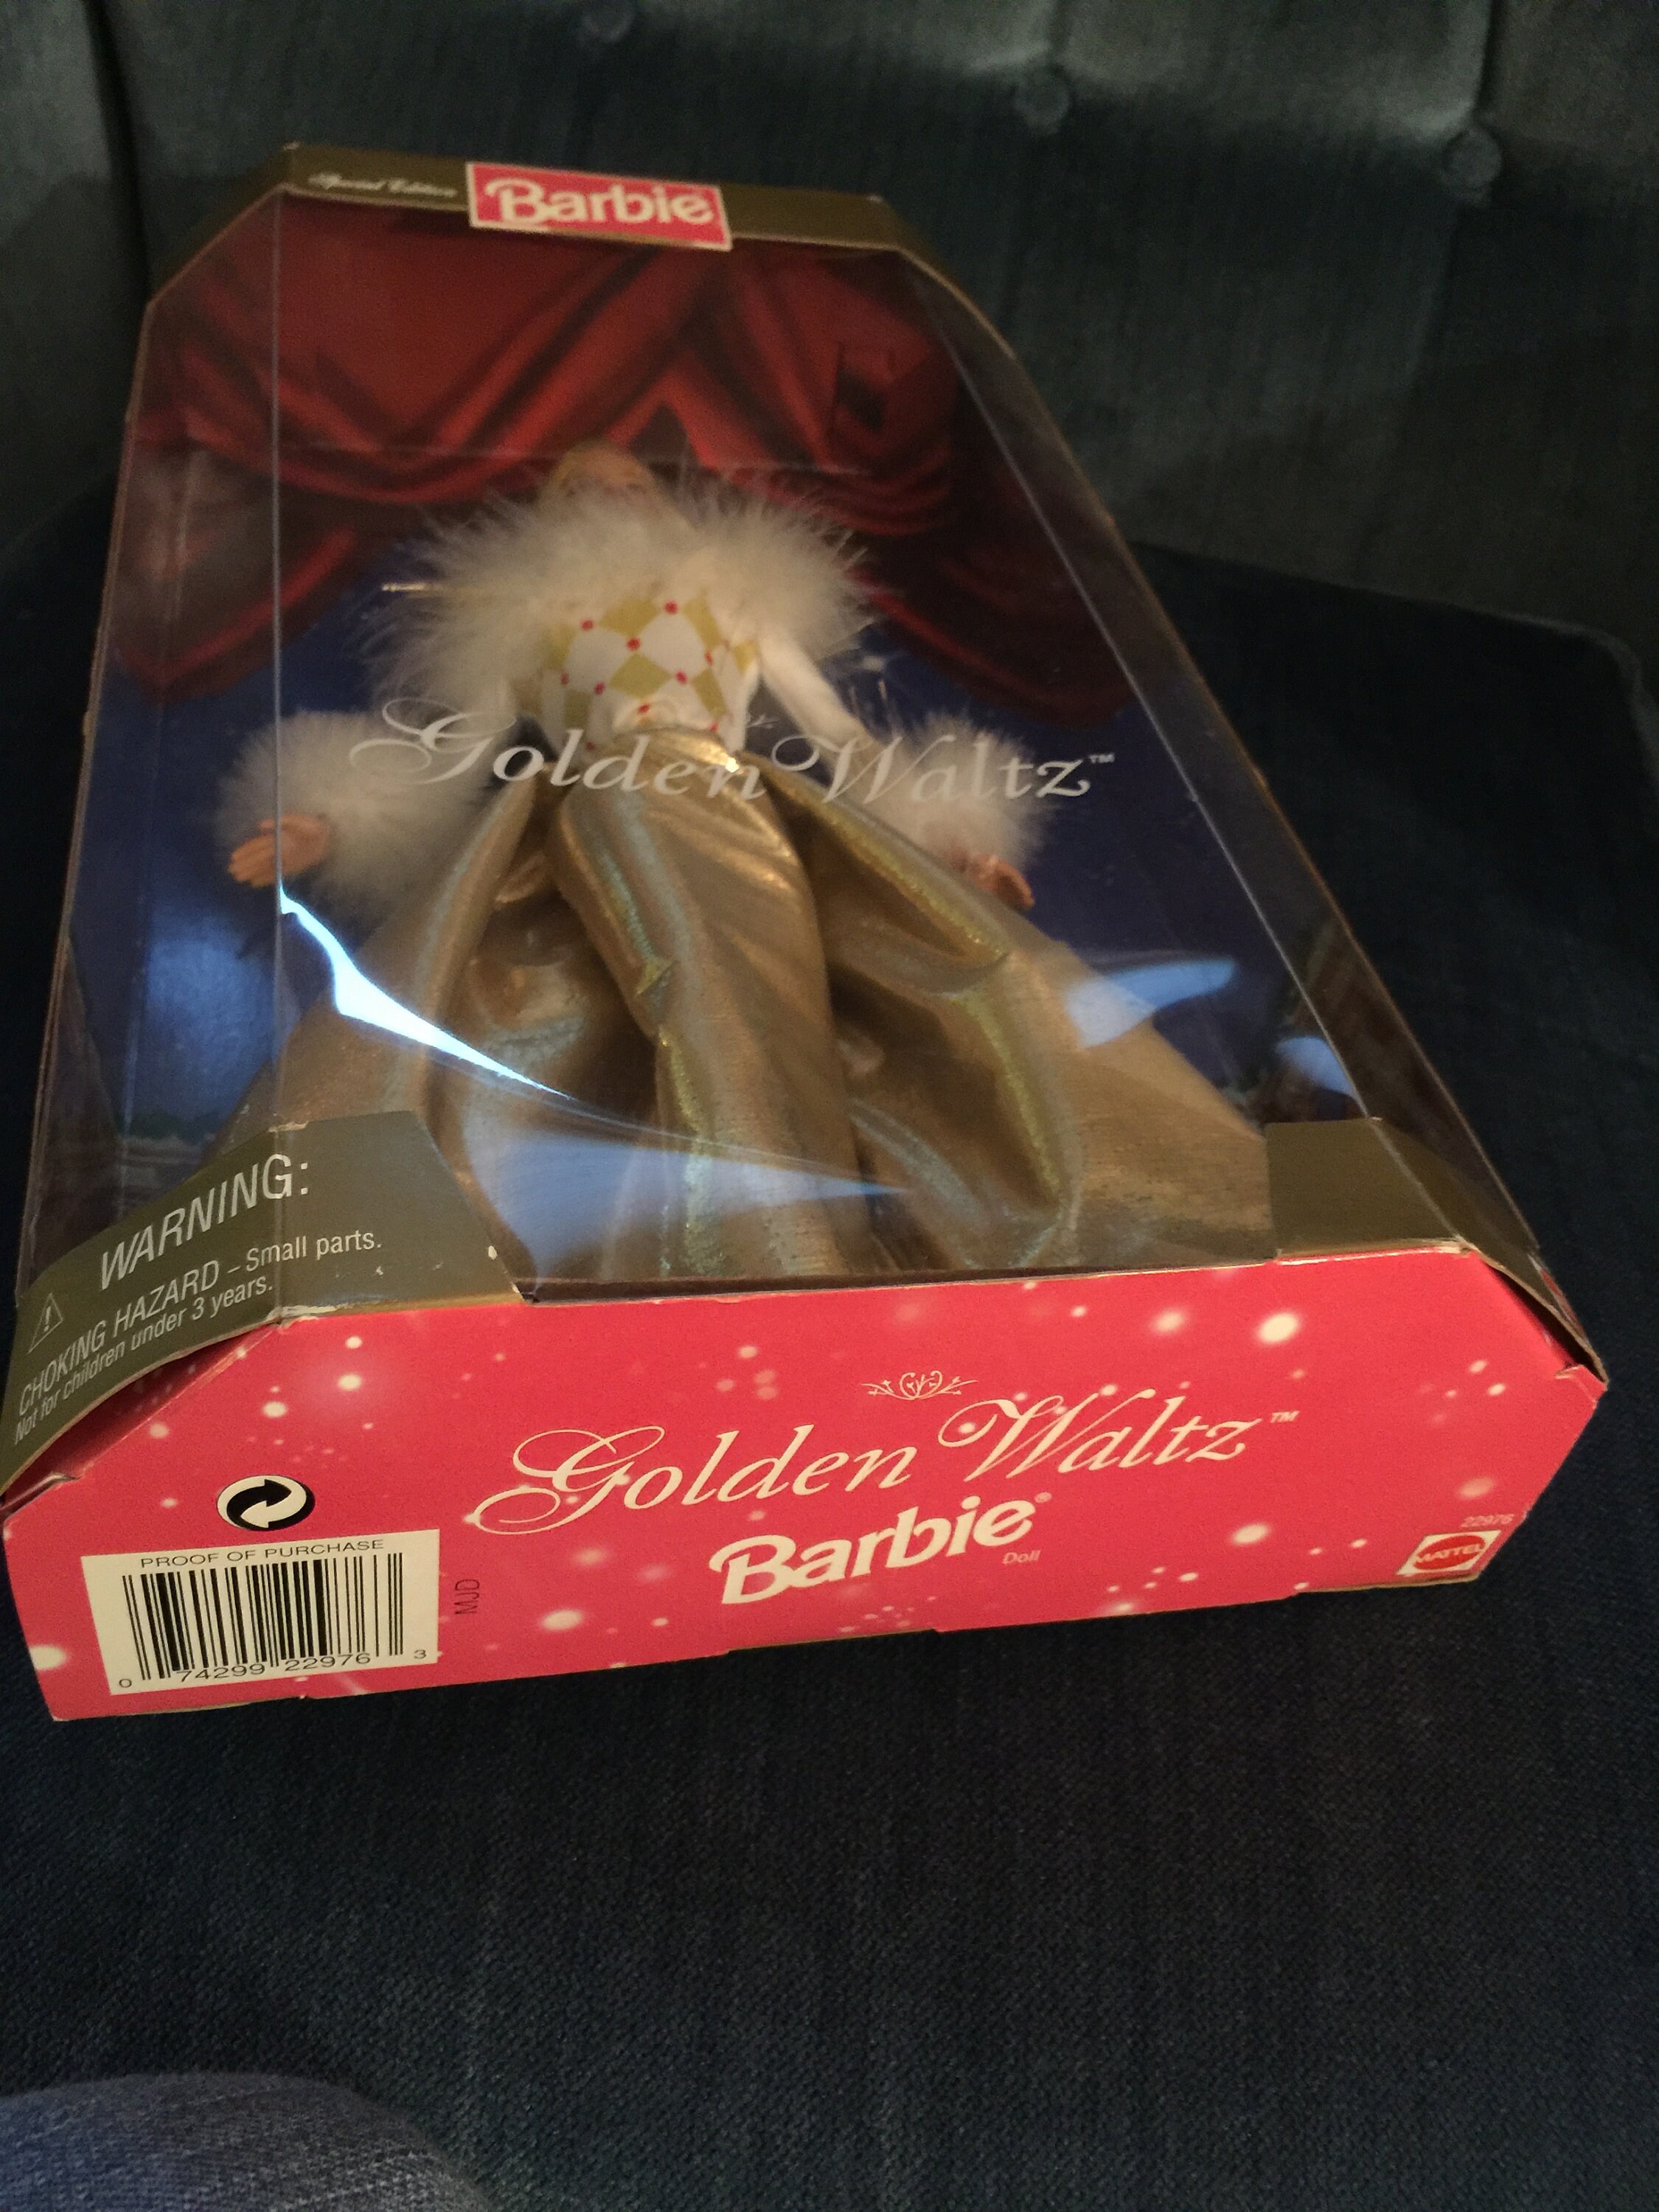 Special Edition
Barbie
Golden Waltz™
WARNING:
CHOKING HAZARD – Small parts.
Not for children under 3 years.
Golden Waltz™
Barbie®
Doll
22976
MATTEL
PROOF OF PURCHASE
MJD
0 74299 22976 3